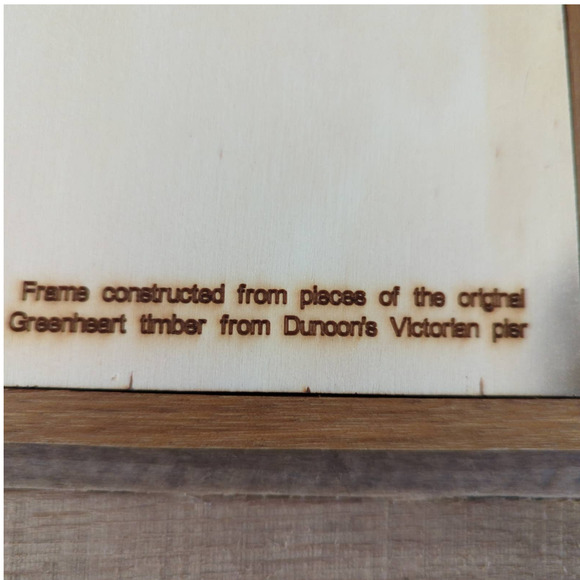 Frame constructed from pieces of the original
Greenheart timber from Dunoon's Victorian pier